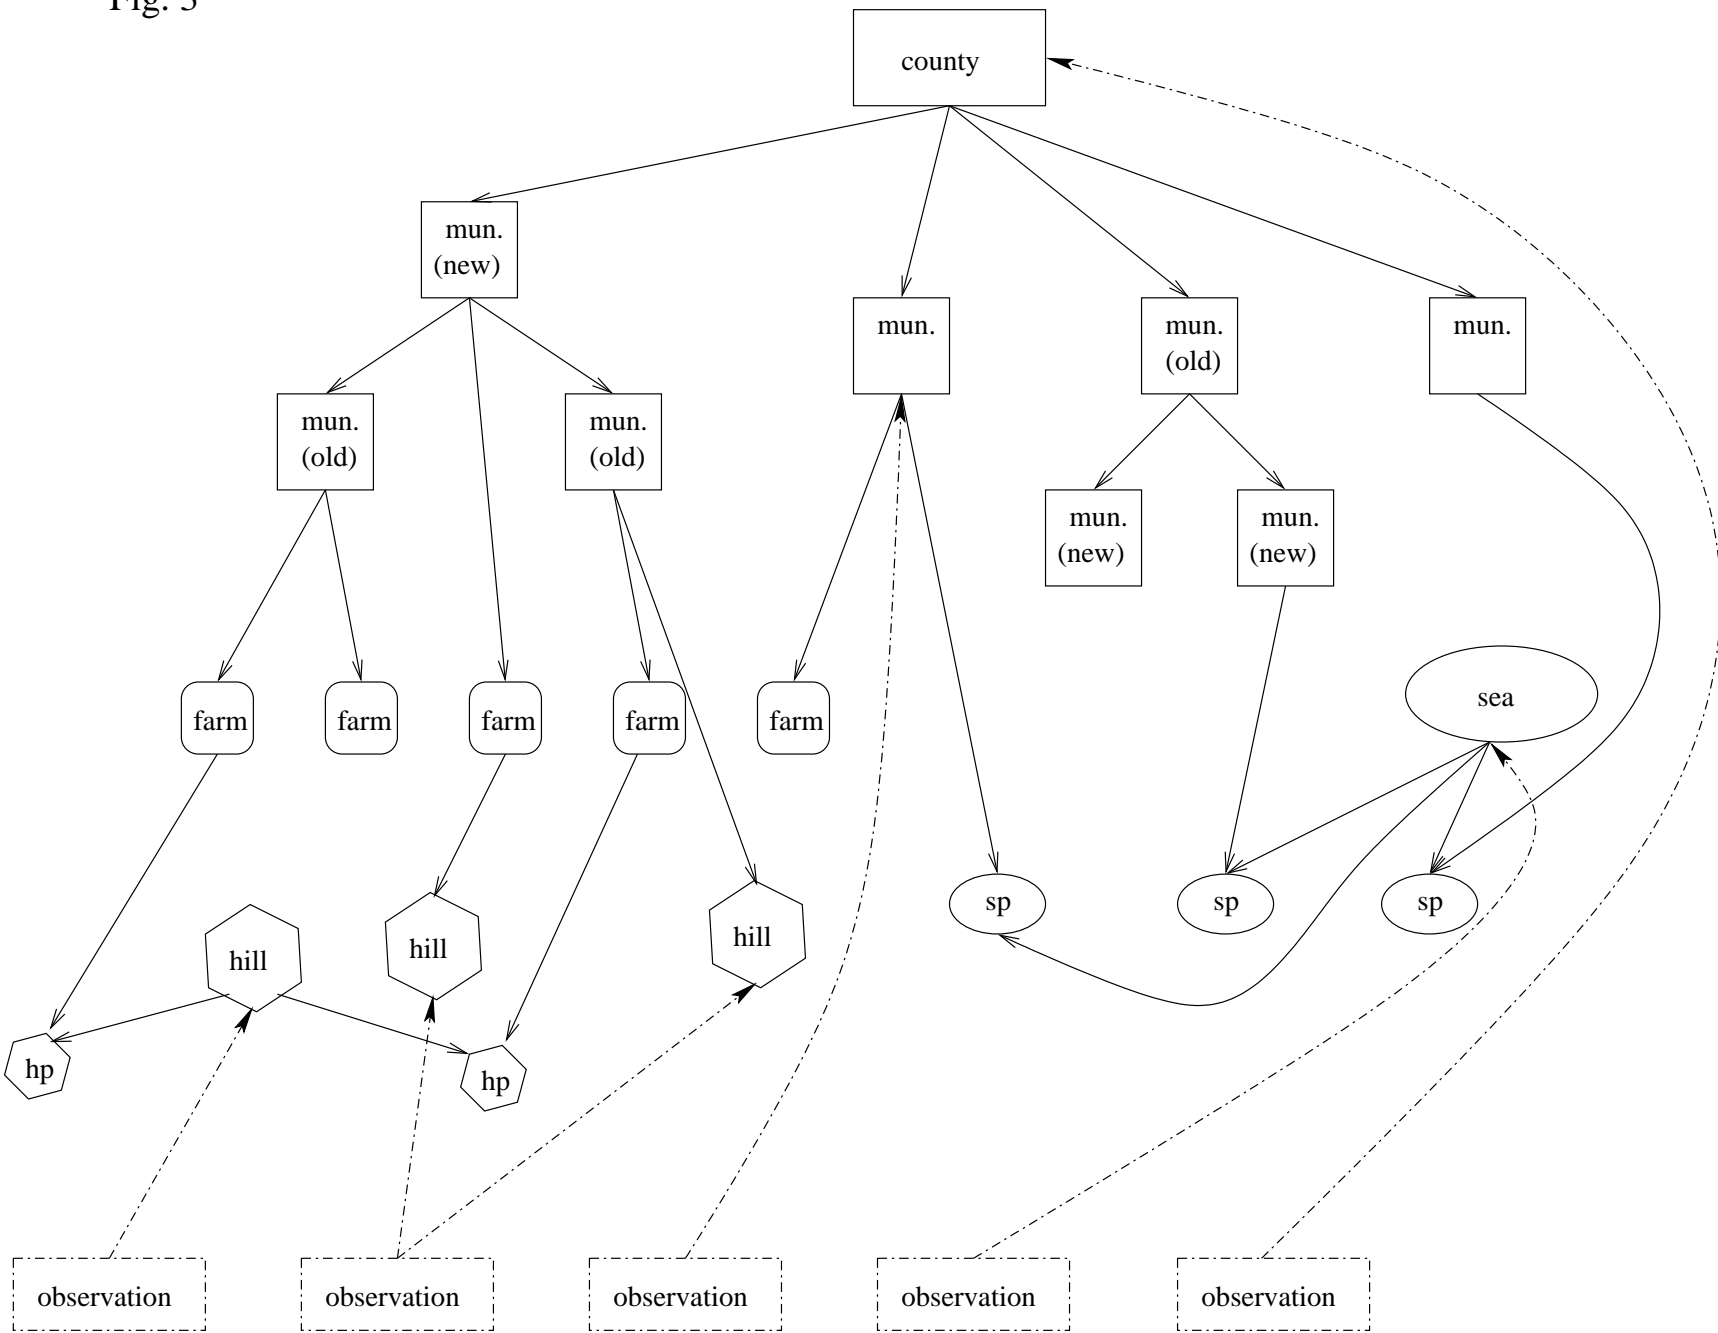 Fig. 3
county
mun.
(new)
mun.
mun.
(old)
mun.
mun.
(old)
mun.
(old)
mun.
(new)
mun.
(new)
farm
farm
farm
farm
farm
sea
hill
hill
hill
sp
sp
sp
hp
hp
observation
observation
observation
observation
observation